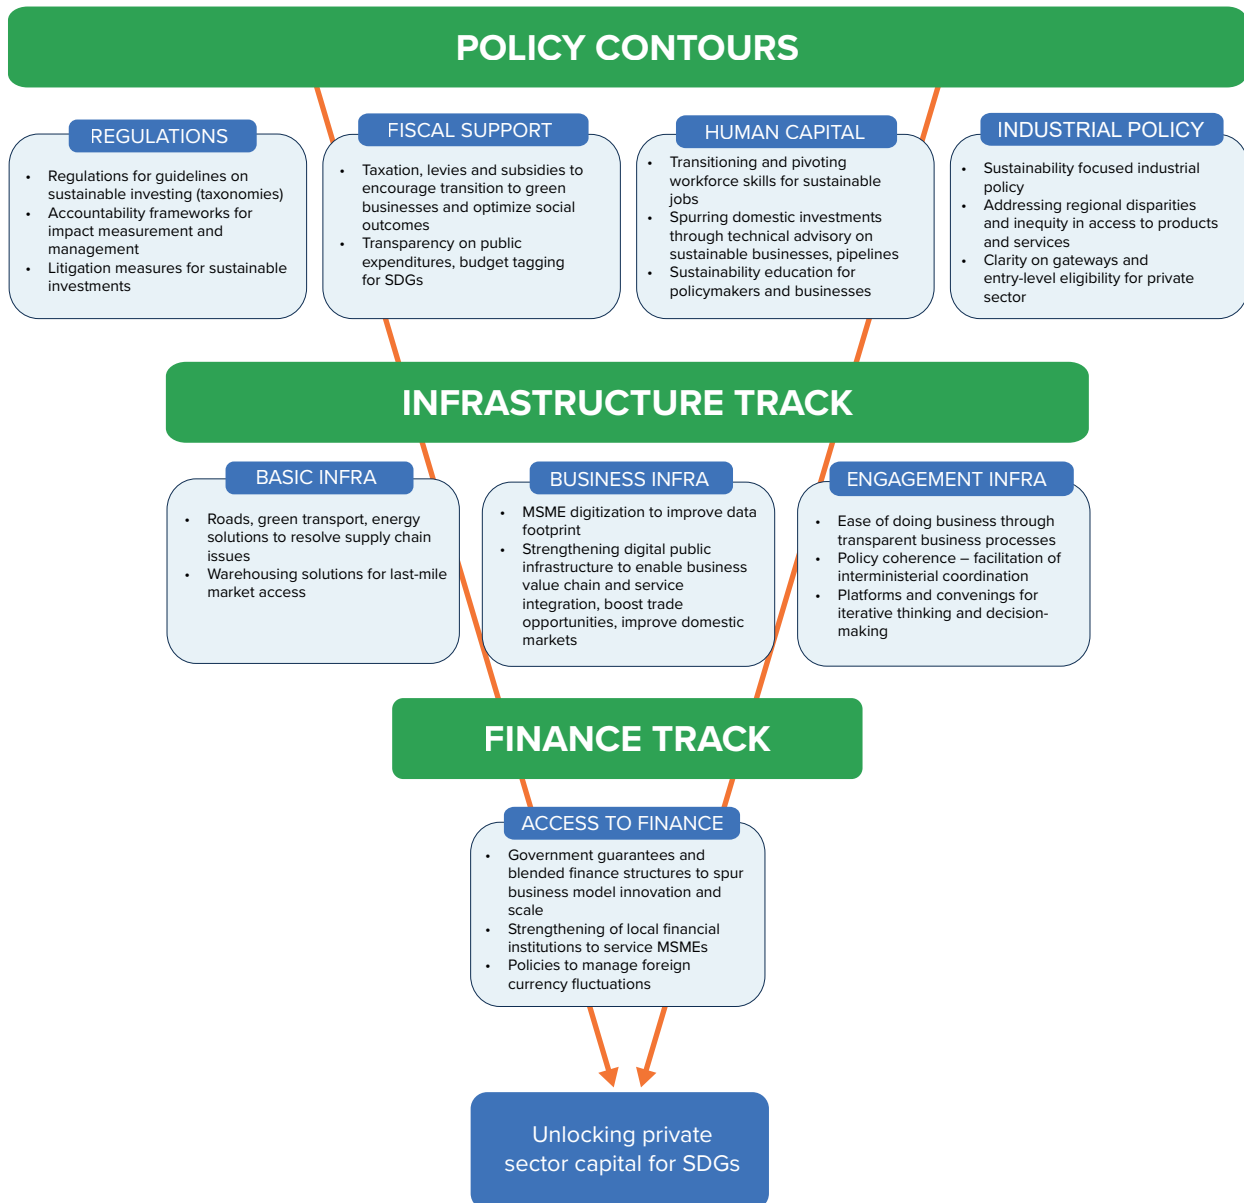 POLICY CONTOURS
REGULATIONS
• Regulations for guidelines on
sustainable investing (taxonomies)
• Accountability frameworks for
impact measurement and
management
• Litigation measures for sustainable
investments
FISCAL SUPPORT
• Taxation, levies and subsidies to
encourage transition to green
businesses and optimize social
outcomes
• Transparency on public
expenditures, budget tagging
for SDGs
HUMAN CAPITAL
• Transitioning and pivoting
workforce skills for sustainable
jobs
• Spurring domestic investments
through technical advisory on
sustainable businesses, pipelines
• Sustainability education for
policymakers and businesses
INDUSTRIAL POLICY
• Sustainability focused industrial
policy
• Addressing regional disparities
and inequity in access to products
and services
• Clarity on gateways and
entry-level eligibility for private
sector
INFRASTRUCTURE TRACK
BASIC INFRA
• Roads, green transport, energy
solutions to resolve supply chain
issues
• Warehousing solutions for last-mile
market access
BUSINESS INFRA
• MSME digitization to improve data
footprint
• Strengthening digital public
infrastructure to enable business
value chain and service
integration, boost trade
opportunities, improve domestic
markets
ENGAGEMENT INFRA
• Ease of doing business through
transparent business processes
• Policy coherence – facilitation of
interministerial coordination
• Platforms and convenings for
iterative thinking and decision-
making
FINANCE TRACK
ACCESS TO FINANCE
• Government guarantees and
blended finance structures to spur
business model innovation and
scale
• Strengthening of local financial
institutions to service MSMEs
• Policies to manage foreign
currency fluctuations
Unlocking private
sector capital for SDGs